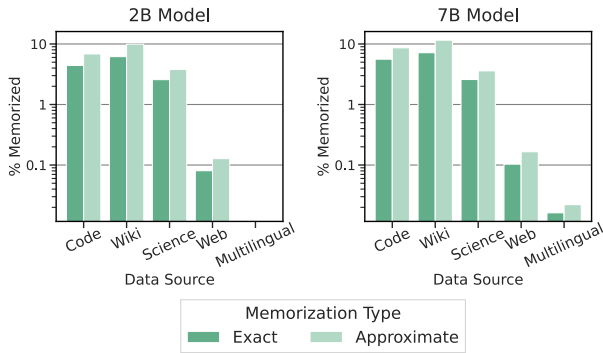 2B Model
% Memorized
10
1
0.1
Code
Wiki
Science
Web
Multilingual
Data Source
7B Model
% Memorized
10
1
0.1
Code
Wiki
Science
Web
Multilingual
Data Source
Memorization Type
Exact
Approximate